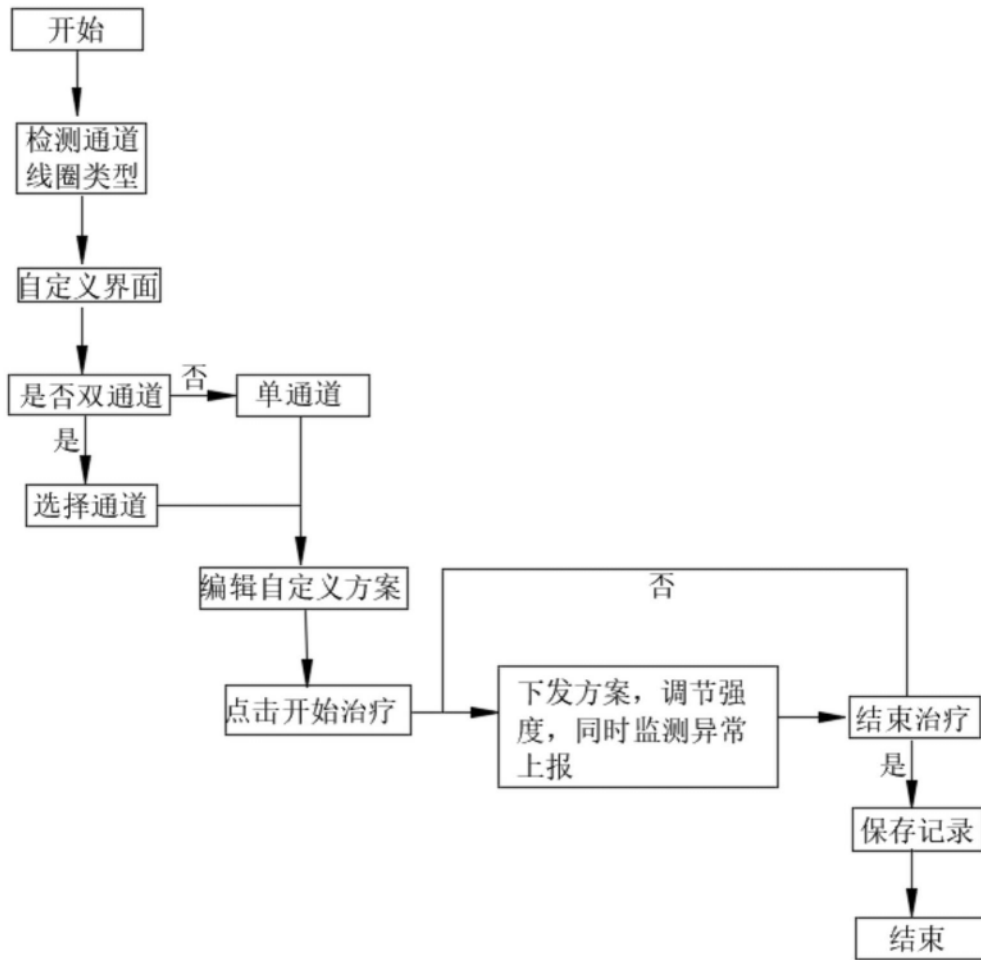 开始
检测通道
线圈类型
自定义界面
是否双通道
否
单通道
是
选择通道
编辑自定义方案
否
点击开始治疗
下发方案，调节强
度，同时监测异常
上报
结束治疗
是
保存记录
结束